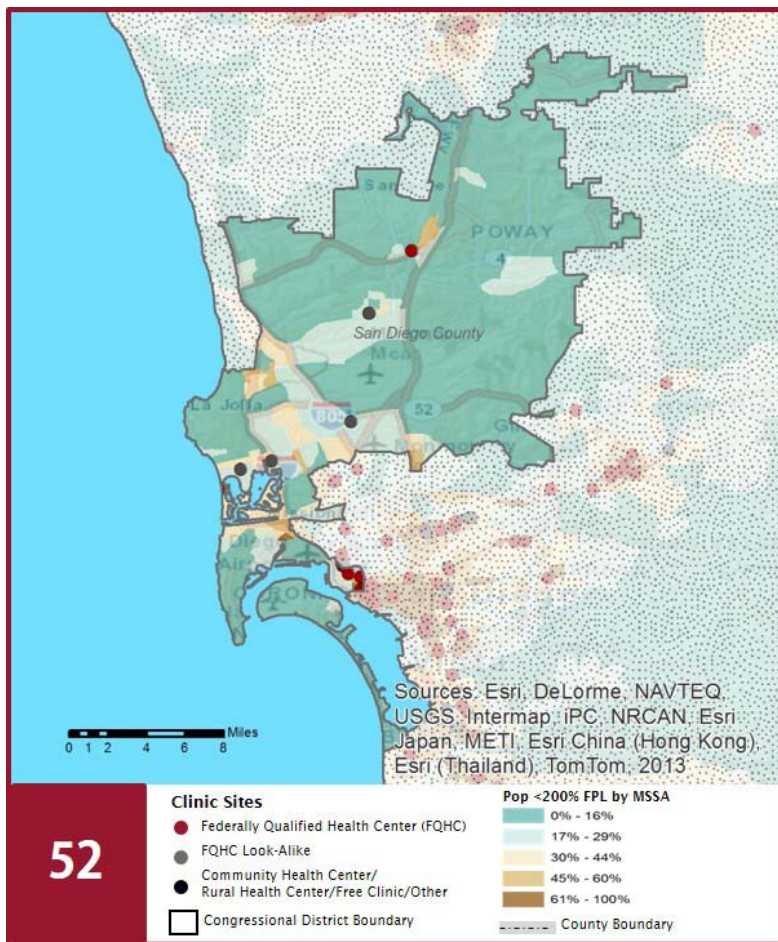 POWAY
4
San Diego County
La Jolla
805
52
Sources: Esri, DeLorme, NAVTEQ,
USGS, Intermap, iPC, NRCAN, Esri
Japan, METI, Esri China (Hong Kong),
Esri (Thailand), TomTom, 2013
Miles
0 1 2 4 6 8
52
Clinic Sites
Federally Qualified Health Center (FQHC)
FQHC Look-Alike
Community Health Center/
Rural Health Center/Free Clinic/Other
Congressional District Boundary
Pop <200% FPL by MSSA
0% - 16%
17% - 29%
30% - 44%
45% - 60%
61% - 100%
County Boundary